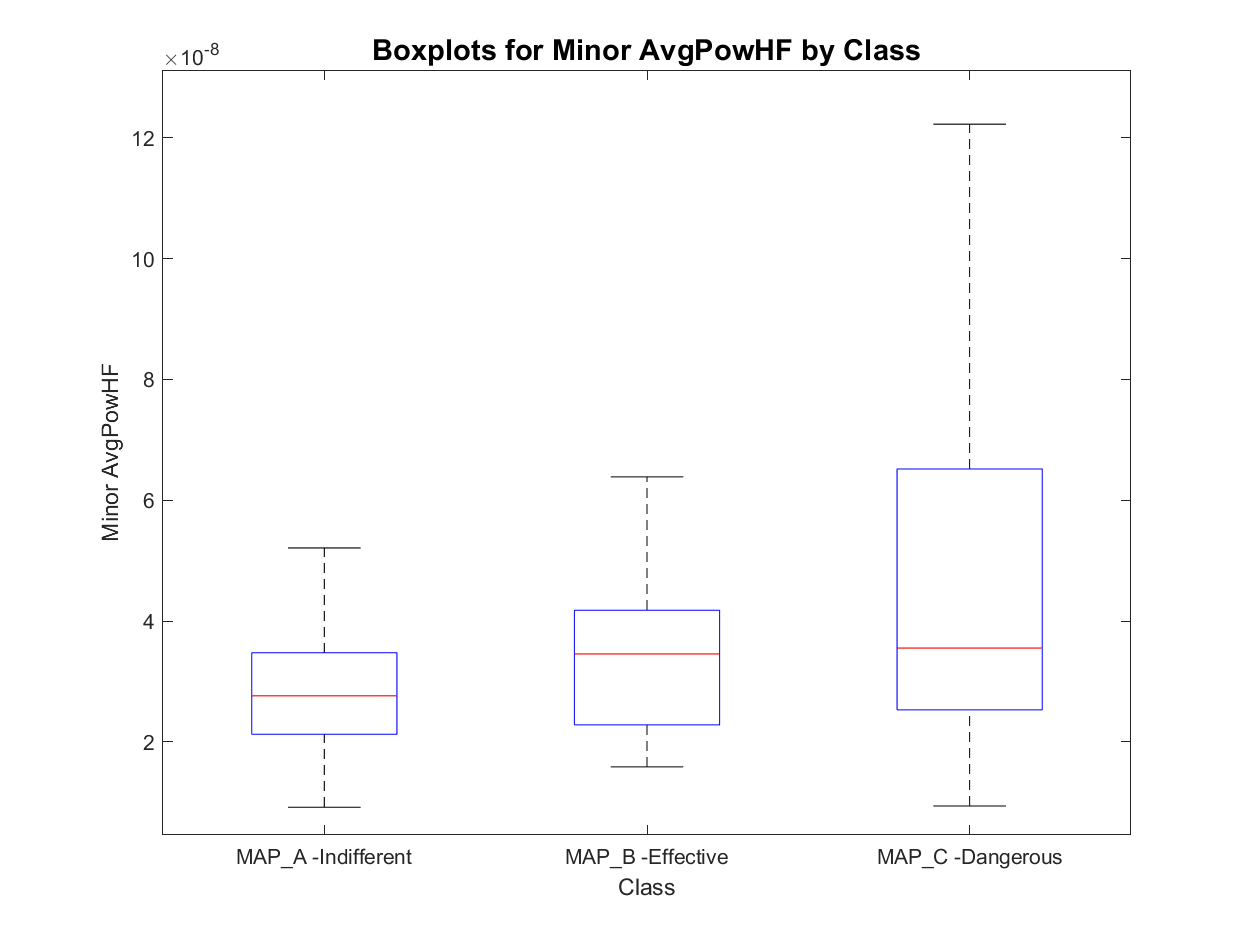 Boxplots for Minor AvgPowHF by Class
×10-8
12
10
8
6
4
2
Minor AvgPowHF
MAP_A -Indifferent
MAP_B -Effective
MAP_C -Dangerous
Class